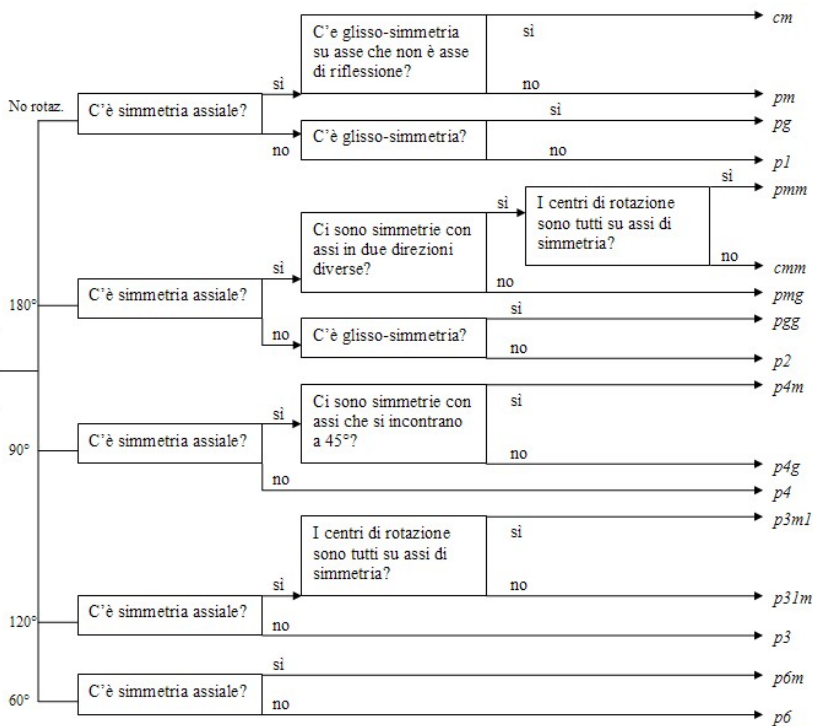 C'e glisso-simmetria
su asse che non è asse
di riflessione?
sì
cm
no
pm
No rotaz.
C'è simmetria assiale?
sì
no
C'è glisso-simmetria?
sì
pg
no
p1
180°
C'è simmetria assiale?
sì
Ci sono simmetrie con
assi in due direzioni
diverse?
sì
I centri di rotazione
sono tutti su assi di
simmetria?
sì
pmm
no
cmm
no
pmg
no
C'è glisso-simmetria?
sì
pgg
no
p2
90°
C'è simmetria assiale?
sì
Ci sono simmetrie con
assi che si incontrano
a 45°?
sì
p4m
no
p4g
no
p4
120°
C'è simmetria assiale?
sì
I centri di rotazione
sono tutti su assi di
simmetria?
sì
p3m1
no
p31m
no
p3
60°
C'è simmetria assiale?
sì
p6m
no
p6